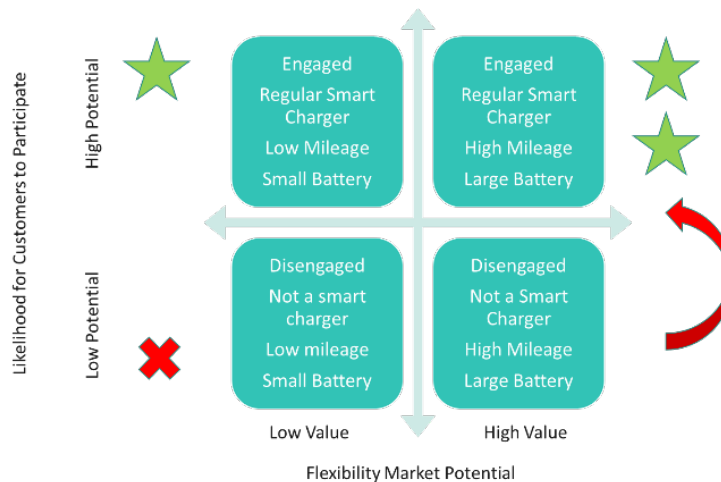 Likelihood for Customers to Participate
High Potential
Engaged
Regular Smart
Charger
Low Mileage
Small Battery
Engaged
Regular Smart
Charger
High Mileage
Large Battery
Low Potential
Disengaged
Not a smart
charger
Low mileage
Small Battery
Disengaged
Not a Smart
Charger
High Mileage
Large Battery
Low Value
High Value
Flexibility Market Potential